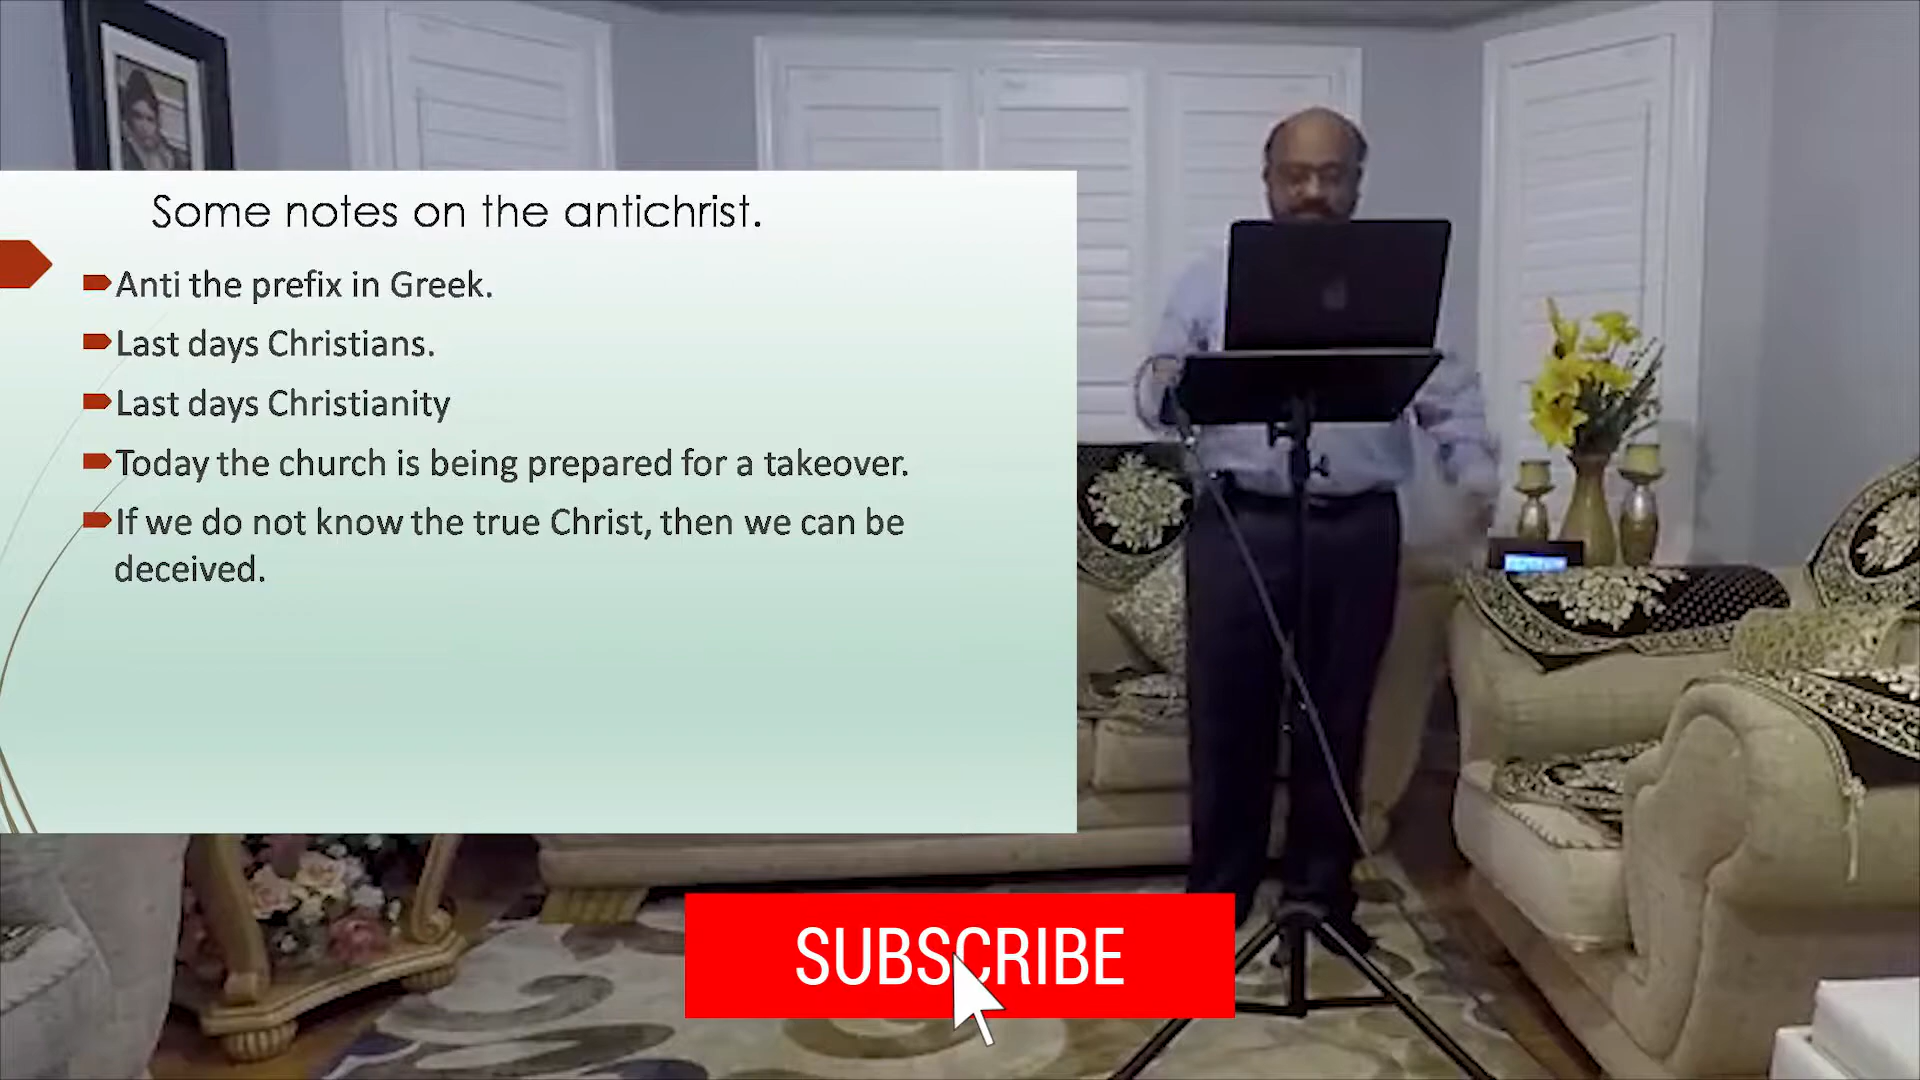 Some notes on the antichrist.
Anti the prefix in Greek.
Last days Christians.
Last days Christianity
Today the church is being prepared for a takeover.
If we do not know the true Christ, then we can be
deceived.
SUBSCRIBE